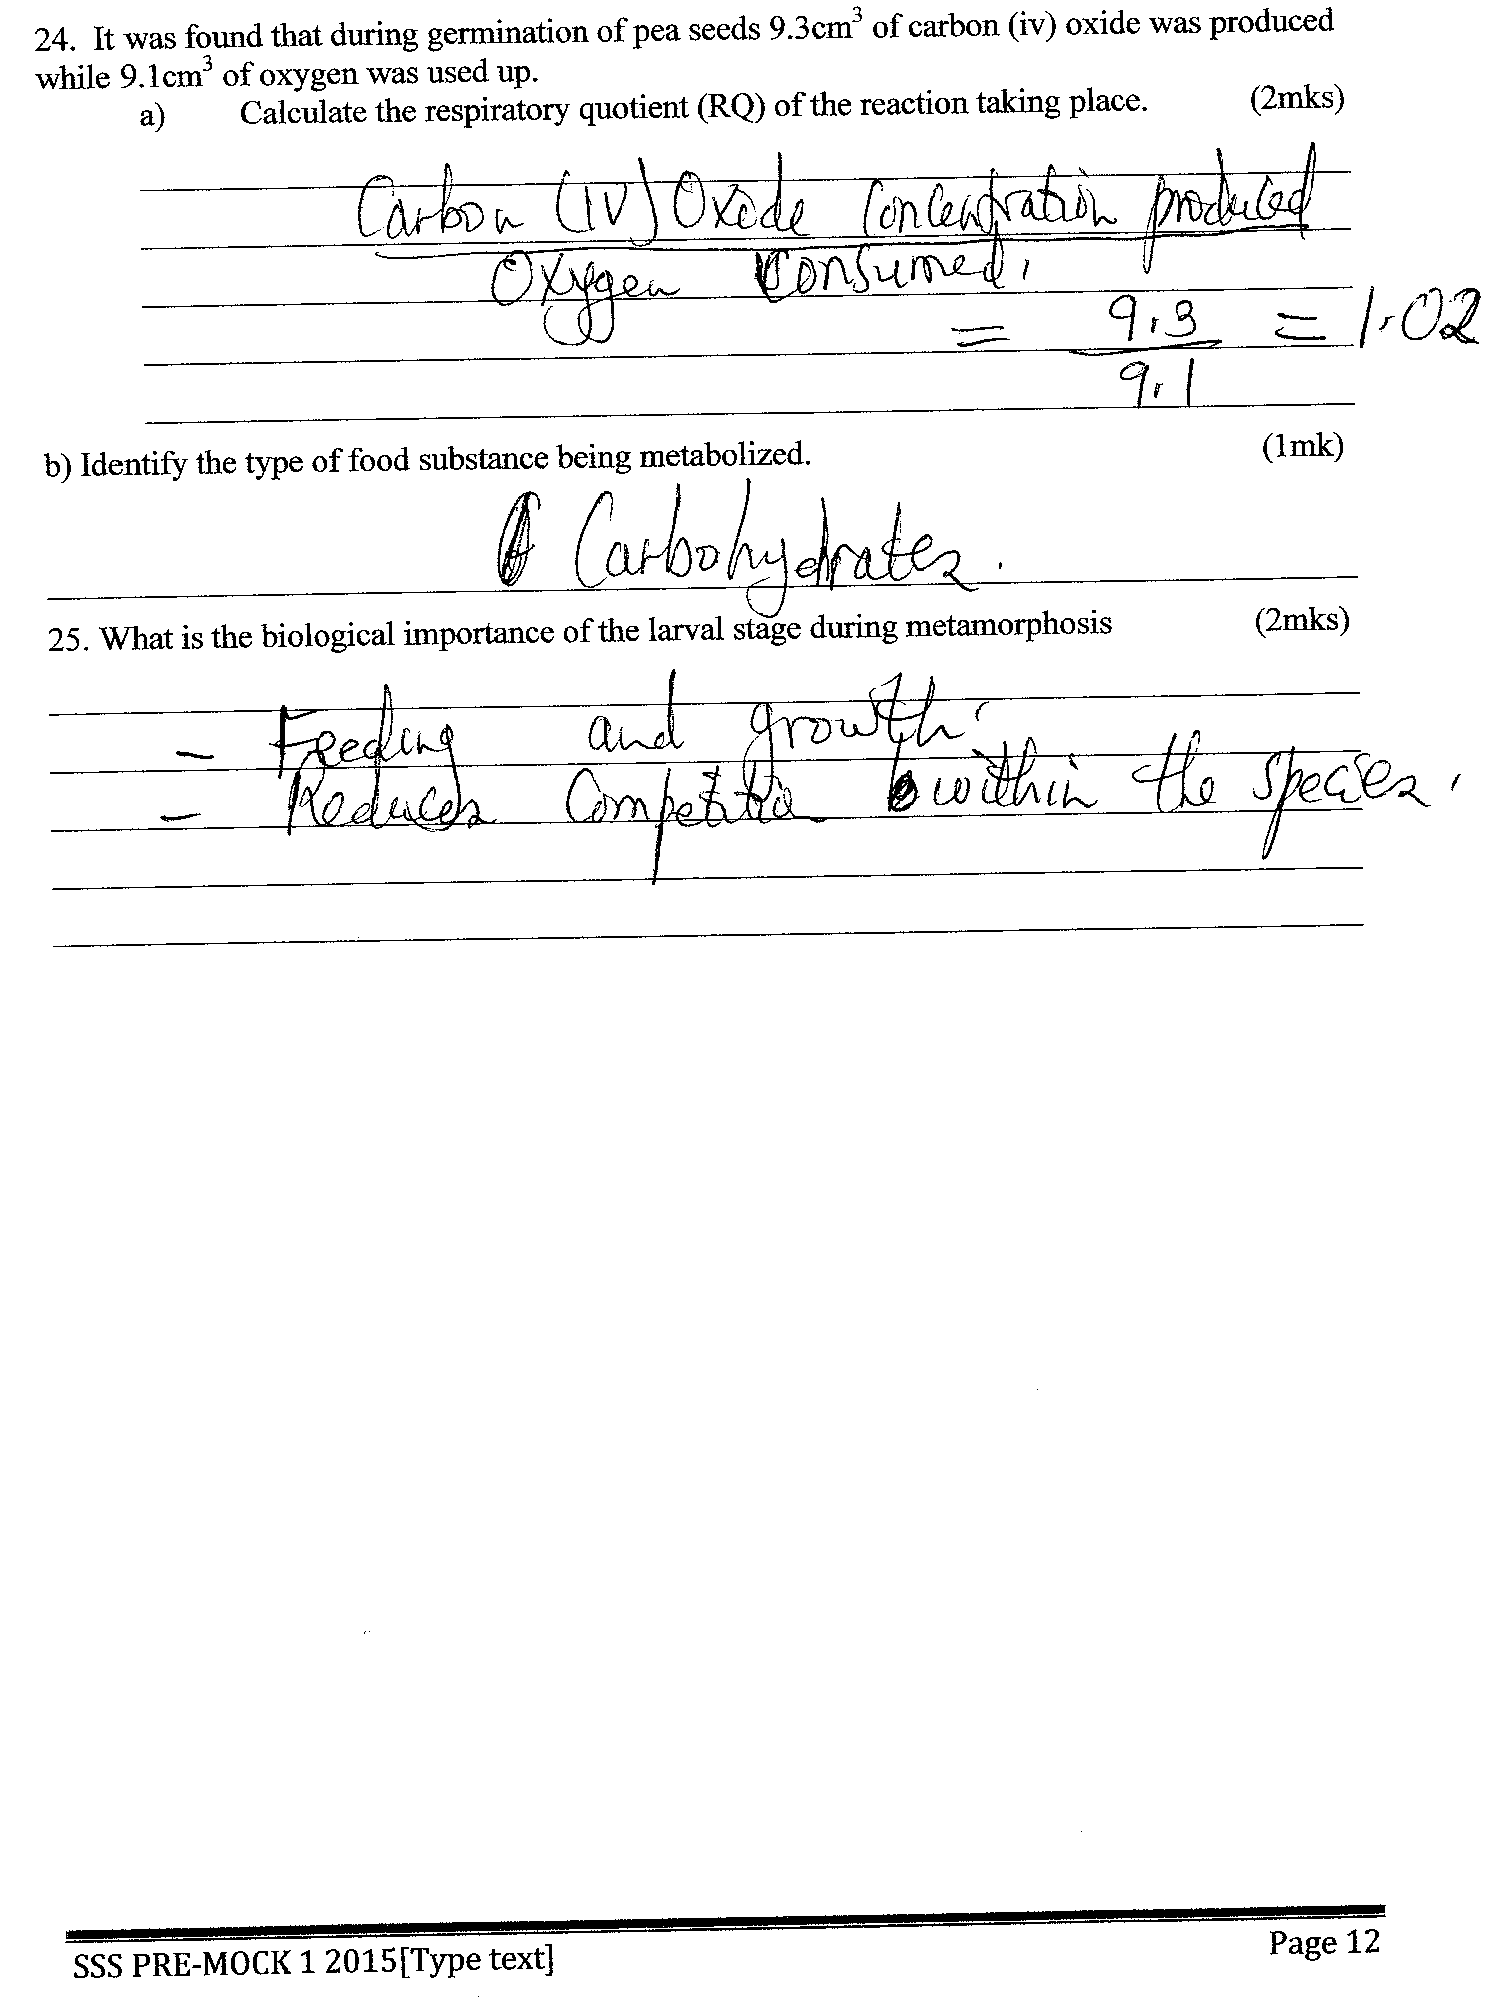 24. It was found that during germination of pea seeds 9.3cm³ of carbon (iv) oxide was produced
while 9.1cm³ of oxygen was used up.
a) Calculate the respiratory quotient (RQ) of the reaction taking place. (2mks)
Carbon (IV) Oxide Concentration produced
Oxygen Consumed.
= 9.3 / 9.1 = 1.02
b) Identify the type of food substance being metabolized. (1mk)
Carbohydrates.
25. What is the biological importance of the larval stage during metamorphosis (2mks)
- Feeding and growth.
- Reduces Competition within the species.
SSS PRE-MOCK 1 2015[Type text] Page 12